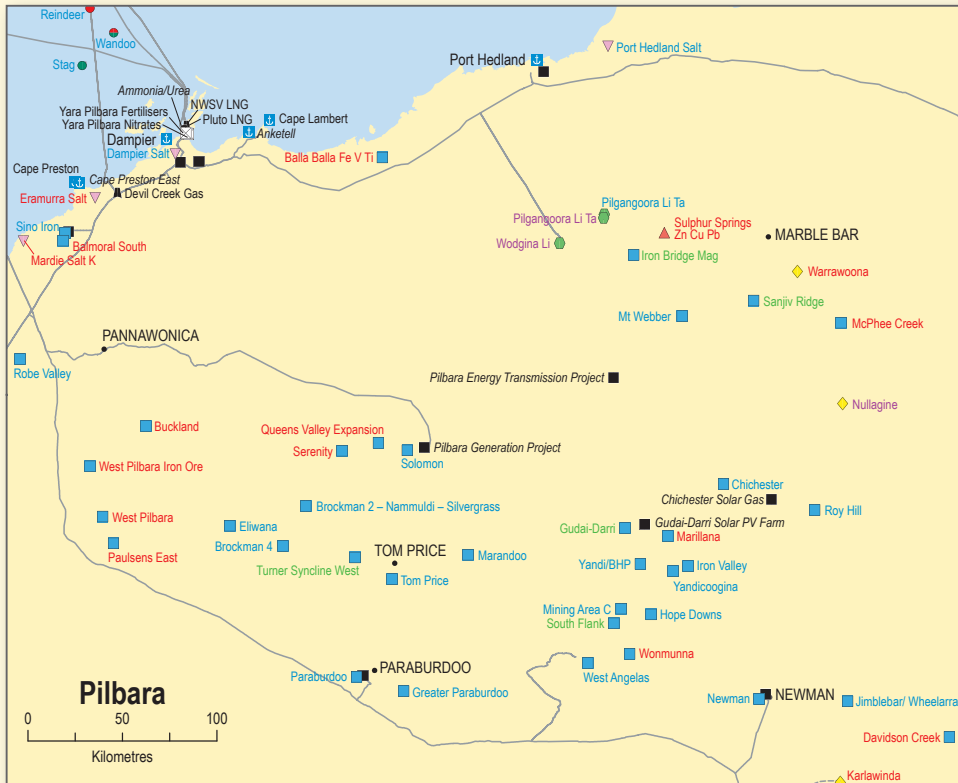 Reindeer
Wandoo
Stag
Port Hedland
Port Hedland Salt
Ammonia/Urea
NWSV LNG
Yara Pilbara Fertilisers
Pluto LNG
Yara Pilbara Nitrates
Cape Lambert
Anketell
Dampier
Dampier Salt
Balla Balla Fe V Ti
Cape Preston
Cape Preston East
Devil Creek Gas
Eramurra Salt
Pilgangoora Li Ta
Pilgangoora Li Ta
Sulphur Springs
Zn Cu Pb
MARBLE BAR
Sino Iron
Balmoral South
Mardie Salt K
Wodgina Li
Iron Bridge Mag
Warrawoona
Sanjiv Ridge
Mt Webber
McPhee Creek
PANNAWONICA
Robe Valley
Pilbara Energy Transmission Project
Nullagine
Buckland
Queens Valley Expansion
Serenity
Solomon
Pilbara Generation Project
West Pilbara Iron Ore
Chichester
Chichester Solar Gas
Brockman 2 – Nammuldi – Silvergrass
Roy Hill
West Pilbara
Eliwana
Gudai-Darri
Gudai-Darri Solar PV Farm
Marillana
Paulsens East
Brockman 4
TOM PRICE
Marandoo
Turner Syncline West
Tom Price
Yandi/BHP
Iron Valley
Yandicoogina
Mining Area C
Hope Downs
South Flank
Wonmunna
West Angelas
PARABURDOO
Paraburdoo
Greater Paraburdoo
Newman
NEWMAN
Jimblebar/ Wheelarra
Davidson Creek
Karlawinda
Pilbara
0 50 100
Kilometres